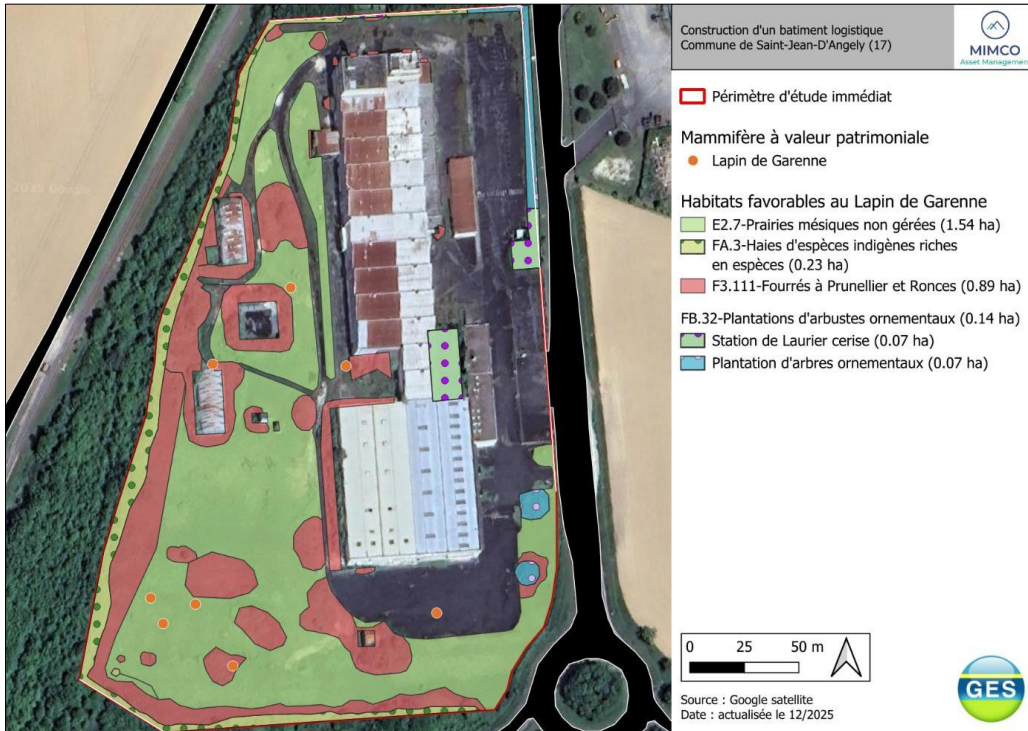 Construction d'un batiment logistique
Commune de Saint-Jean-D'Angely (17)
MIMCO
Asset Management
Périmètre d'étude immédiat
Mammifère à valeur patrimoniale
Lapin de Garenne
Habitats favorables au Lapin de Garenne
E2.7-Prairies mésiques non gérées (1.54 ha)
FA.3-Haies d'espèces indigènes riches
en espèces (0.23 ha)
F3.111-Fourrés à Prunellier et Ronces (0.89 ha)
FB.32-Plantations d'arbustes ornementaux (0.14 ha)
Station de Laurier cerise (0.07 ha)
Plantation d'arbres ornementaux (0.07 ha)
0 25 50 m
Source : Google satellite
Date : actualisée le 12/2025
GES